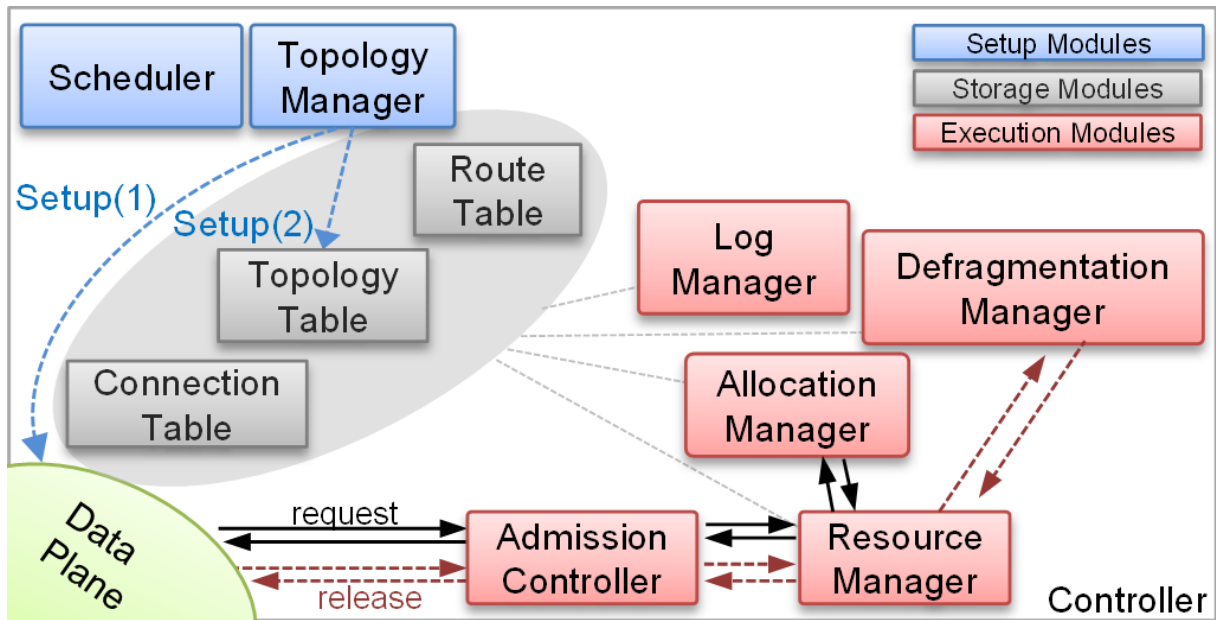 Scheduler
Topology
Manager
Setup Modules
Storage Modules
Execution Modules
Route
Table
Setup(1)
Setup(2)
Topology
Table
Log
Manager
Defragmentation
Manager
Connection
Table
Allocation
Manager
Data
Plane
request
release
Admission
Controller
Resource
Manager
Controller